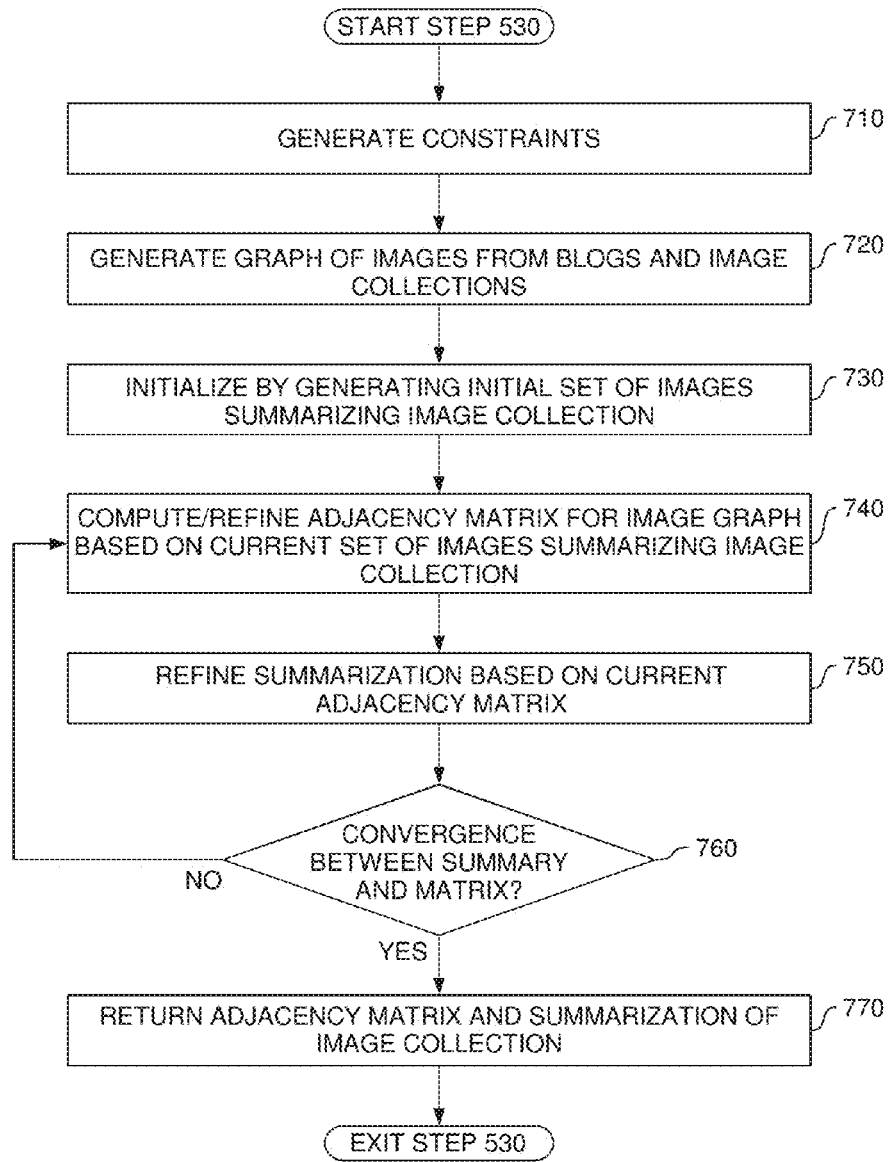 START STEP 530
GENERATE CONSTRAINTS
710
GENERATE GRAPH OF IMAGES FROM BLOGS AND IMAGE
COLLECTIONS
720
INITIALIZE BY GENERATING INITIAL SET OF IMAGES
SUMMARIZING IMAGE COLLECTION
730
COMPUTE/REFINE ADJACENCY MATRIX FOR IMAGE GRAPH
BASED ON CURRENT SET OF IMAGES SUMMARIZING IMAGE
COLLECTION
740
REFINE SUMMARIZATION BASED ON CURRENT
ADJACENCY MATRIX
750
CONVERGENCE
BETWEEN SUMMARY
AND MATRIX?
760
NO
YES
RETURN ADJACENCY MATRIX AND SUMMARIZATION OF
IMAGE COLLECTION
770
EXIT STEP 530